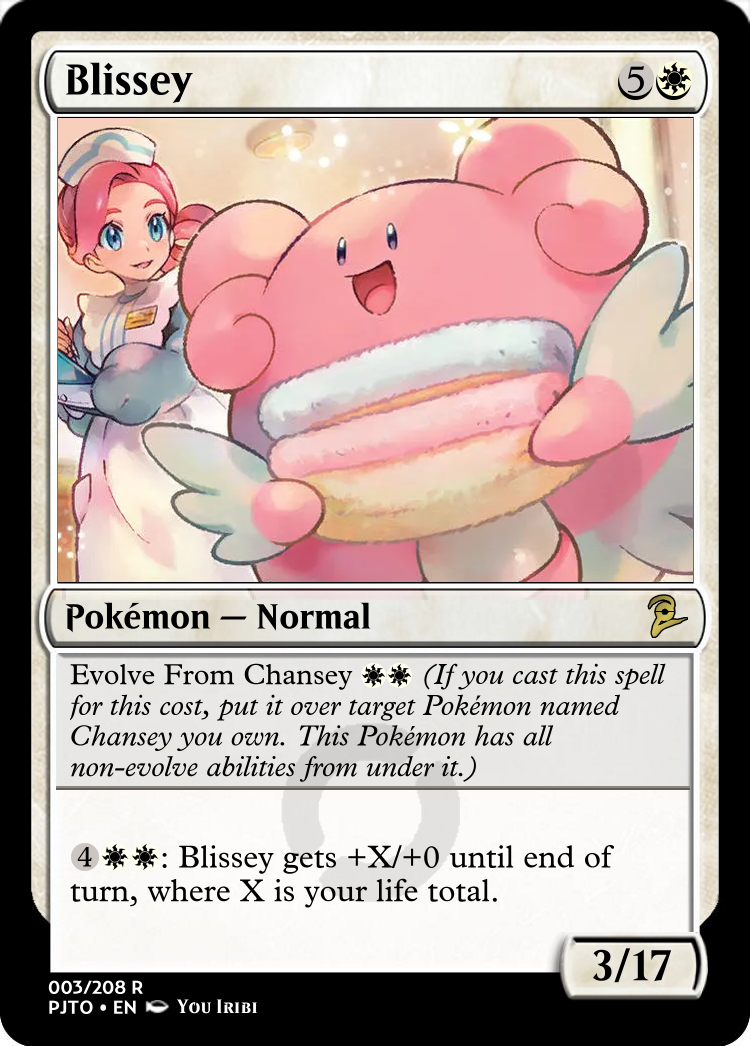 Blissey 5
Pokémon — Normal
Evolve From Chansey (If you cast this spell
for this cost, put it over target Pokémon named
Chansey you own. This Pokémon has all
non-evolve abilities from under it.)
4: Blissey gets +X/+0 until end of
turn, where X is your life total.
3/17
003/208 R
PJTO • EN You Iribi